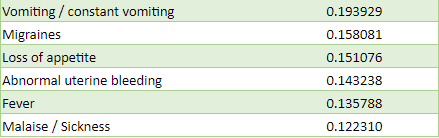 Vomiting / constant vomiting 0.193929
Migraines 0.158081
Loss of appetite 0.151076
Abnormal uterine bleeding 0.143238
Fever 0.135788
Malaise / Sickness 0.122310